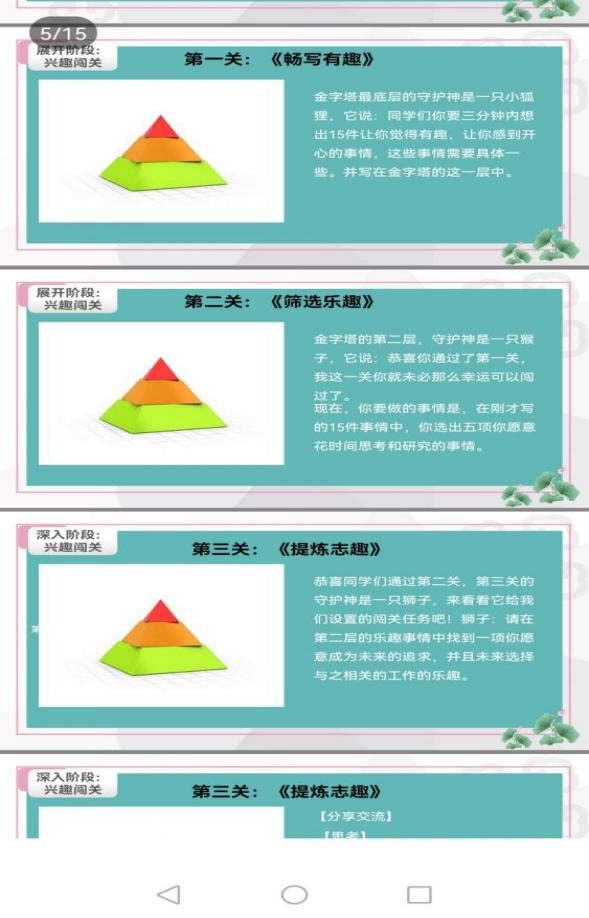 5/15
展开阶段：
兴趣闯关
第一关：《畅写有趣》
金字塔最底层的守护神是一只小狐
狸，它说：同学们你要三分钟内想
出15件让你觉得有趣，让你感到开
心的事情，这些事情需要具体一
些。并写在金字塔的这一层中。
展开阶段：
兴趣闯关
第二关：《筛选乐趣》
金字塔的第二层，守护神是一只猴
子，它说：恭喜你通过了第一关，
我这一关你就未必那么幸运可以闯
过了。
现在，你要做的事情是，在刚才写
的15件事情中，你选出五项你愿意
花时间思考和研究的事情。
深入阶段：
兴趣闯关
第三关：《提炼志趣》
第
恭喜同学们通过第二关，第三关的
守护神是一只狮子，来看看它给我
们设置的闯关任务吧！狮子：请在
第二层的乐趣事情中找到一项你愿
意成为未来的追求，并且未来选择
与之相关的工作的乐趣。
深入阶段：
兴趣闯关
第三关：《提炼志趣》
【分享交流】
【思考】